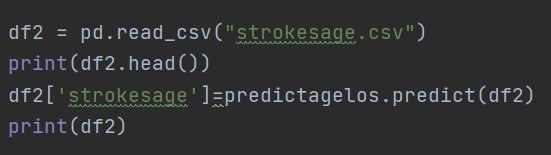 df2 = pd.read_csv("strokesage.csv")
print(df2.head())
df2['strokesage']=predictagelos.predict(df2)
print(df2)